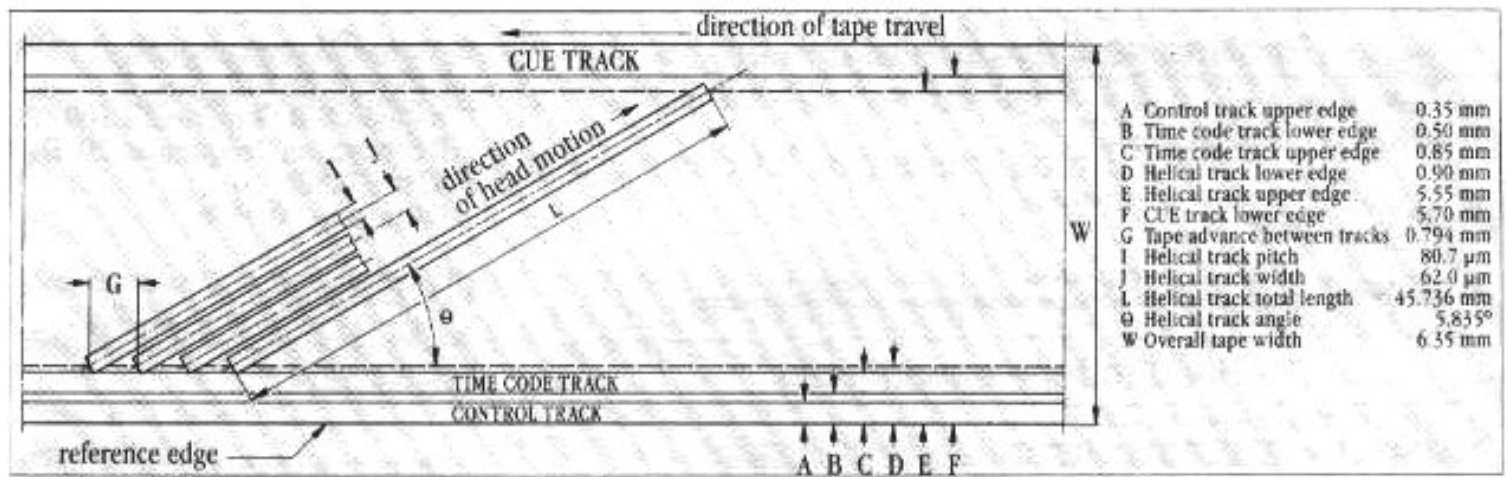 direction of tape travel
CUE TRACK
direction
of head motion
I
J
L
G
θ
W
TIME CODE TRACK
CONTROL TRACK
reference edge
A B C D E F
A Control track upper edge 0.35 mm
B Time code track lower edge 0.50 mm
C Time code track upper edge 0.85 mm
D Helical track lower edge 0.90 mm
E Helical track upper edge 5.55 mm
F CUE track lower edge 5.70 mm
G Tape advance between tracks 0.794 mm
I Helical track pitch 80.7 µm
J Helical track width 62.0 µm
L Helical track total length 45.736 mm
θ Helical track angle 5.835°
W Overall tape width 6.35 mm